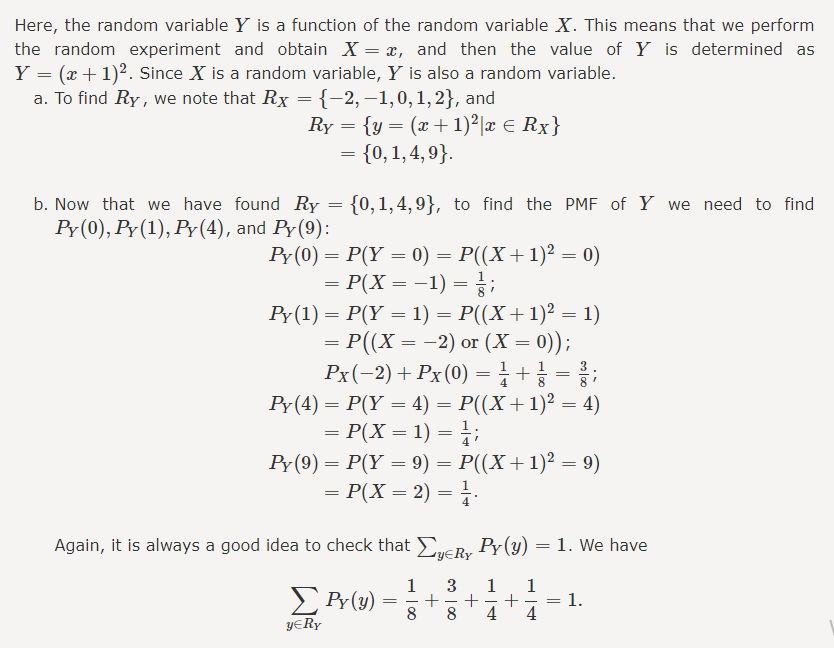 Here, the random variable Y is a function of the random variable X. This means that we perform
the random experiment and obtain X = x, and then the value of Y is determined as
Y = (x + 1)². Since X is a random variable, Y is also a random variable.
a. To find R_Y, we note that R_X = {−2, −1, 0, 1, 2}, and
R_Y = {y = (x + 1)²|x ∈ R_X}
= {0, 1, 4, 9}.
b. Now that we have found R_Y = {0, 1, 4, 9}, to find the PMF of Y we need to find
P_Y(0), P_Y(1), P_Y(4), and P_Y(9):
P_Y(0) = P(Y = 0) = P((X + 1)² = 0)
= P(X = −1) = 1/8;
P_Y(1) = P(Y = 1) = P((X + 1)² = 1)
= P((X = −2) or (X = 0));
P_X(−2) + P_X(0) = 1/4 + 1/8 = 3/8;
P_Y(4) = P(Y = 4) = P((X + 1)² = 4)
= P(X = 1) = 1/4;
P_Y(9) = P(Y = 9) = P((X + 1)² = 9)
= P(X = 2) = 1/4.
Again, it is always a good idea to check that ∑_{y∈R_Y} P_Y(y) = 1. We have
∑_{y∈R_Y} P_Y(y) = 1/8 + 3/8 + 1/4 + 1/4 = 1.